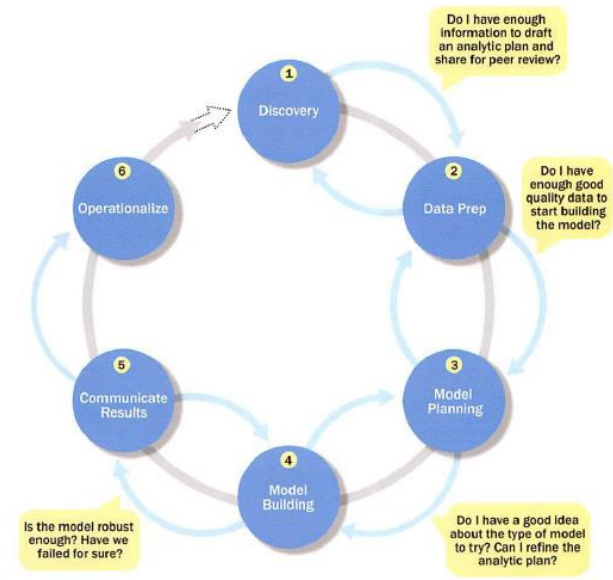 Do I have enough
information to draft
an analytic plan and
share for peer review?
1
Discovery
6
Operationalize
2
Data Prep
Do I have
enough good
quality data to
start building
the model?
5
Communicate
Results
3
Model
Planning
4
Model
Building
Is the model robust
enough? Have we
failed for sure?
Do I have a good idea
about the type of model
to try? Can I refine the
analytic plan?